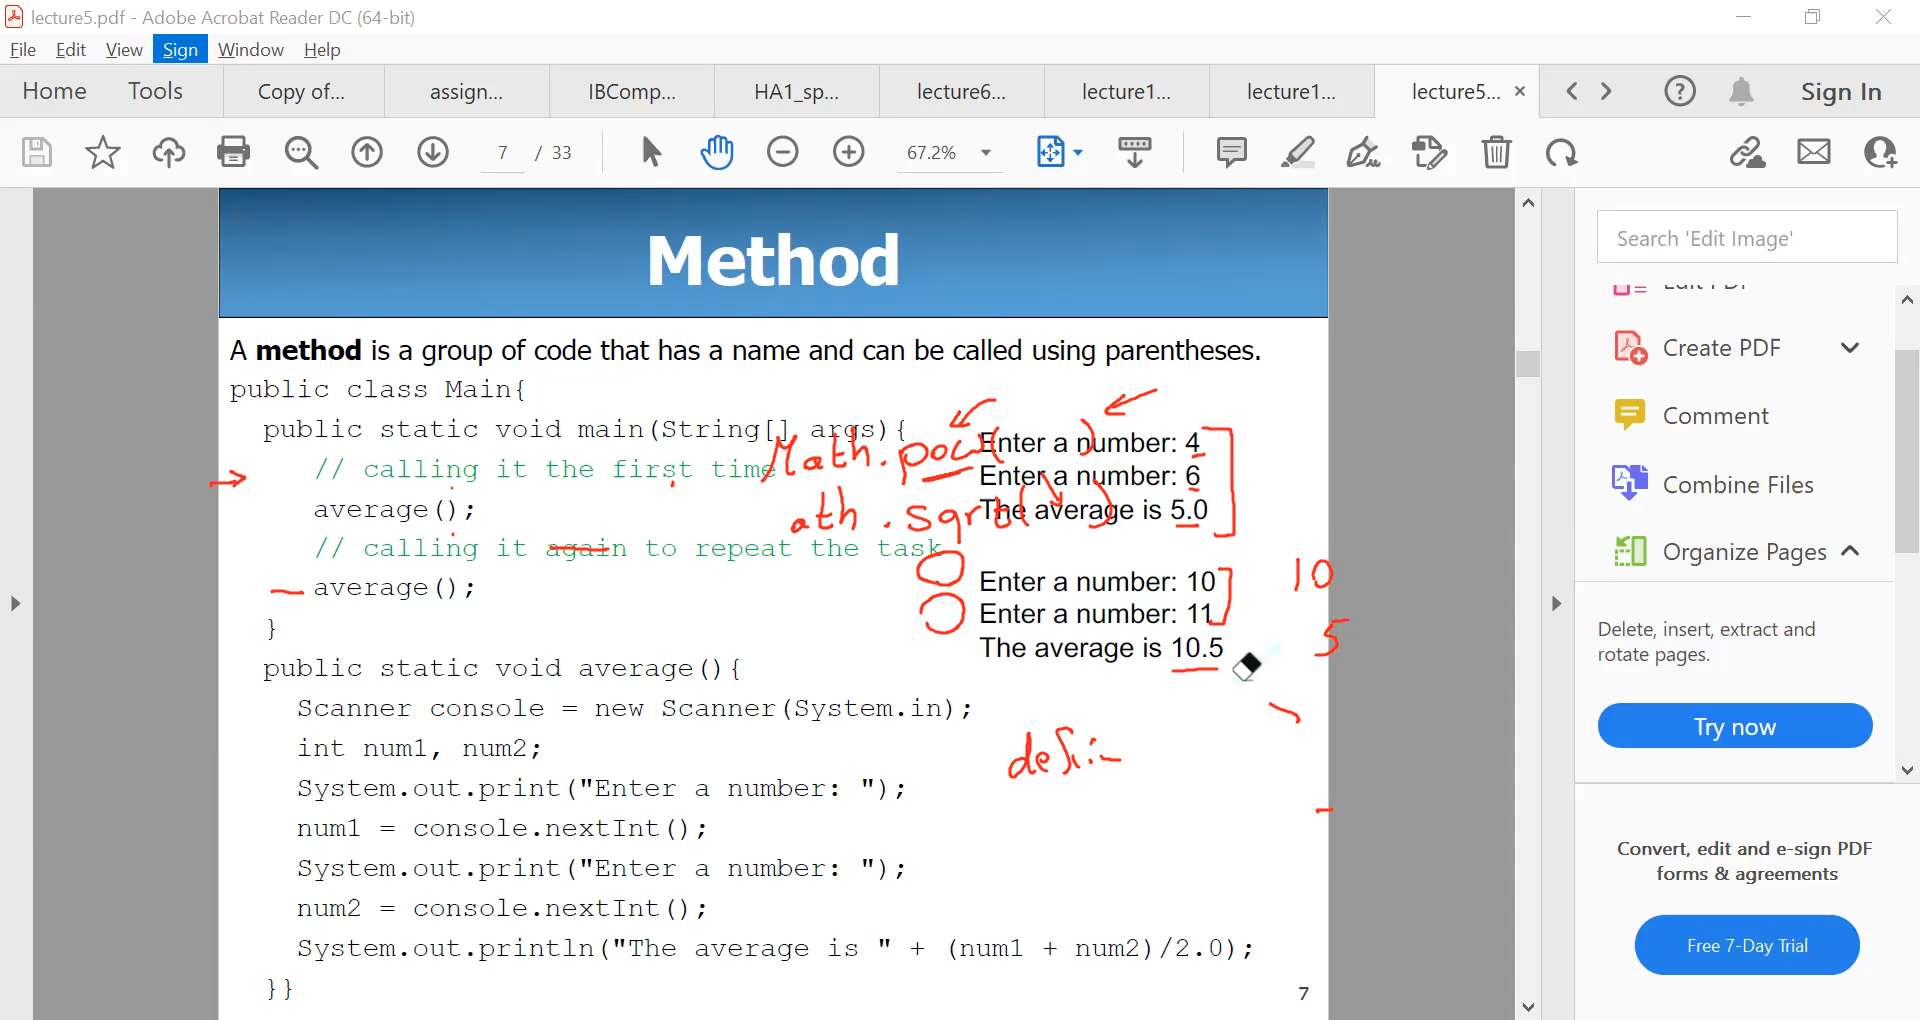 lecture5.pdf - Adobe Acrobat Reader DC (64-bit)
File Edit View Sign Window Help
Home Tools Copy of... assign... IBComp... HA1_sp... lecture6... lecture1... lecture1... lecture5... × Sign In
7 / 33 67.2%
Method
A method is a group of code that has a name and can be called using parentheses.
public class Main{
public static void main(String[] args){
// calling it the first time
average();
// calling it again to repeat the task
average();
}
public static void average(){
Scanner console = new Scanner(System.in);
int num1, num2;
System.out.print("Enter a number: ");
num1 = console.nextInt();
System.out.print("Enter a number: ");
num2 = console.nextInt();
System.out.println("The average is " + (num1 + num2)/2.0);
}}
Enter a number: 4
Enter a number: 6
The average is 5.0
Enter a number: 10
Enter a number: 11
The average is 10.5
Math.pow( )
ath.sqrt( )
10
5
defin
7
Search 'Edit Image'
Edit PDF
Create PDF
Comment
Combine Files
Organize Pages
Delete, insert, extract and
rotate pages.
Try now
Convert, edit and e-sign PDF
forms & agreements
Free 7-Day Trial